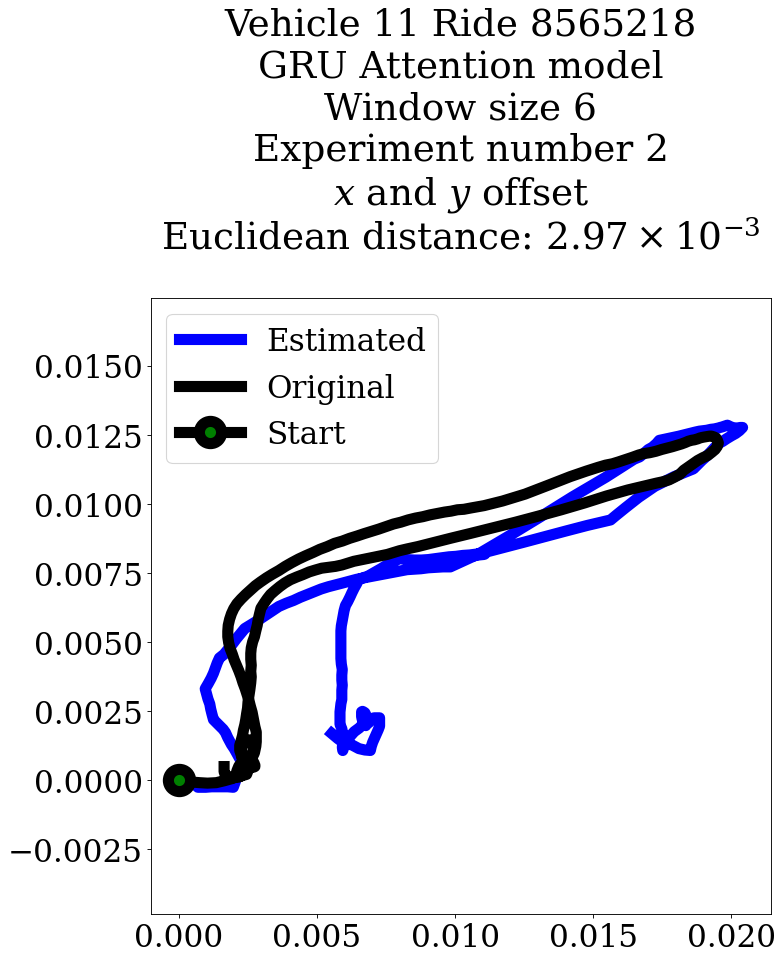 Vehicle 11 Ride 8565218
GRU Attention model
Window size 6
Experiment number 2
x and y offset
Euclidean distance: 2.97 × 10⁻³
Estimated
Original
Start
0.0150
0.0125
0.0100
0.0075
0.0050
0.0025
0.0000
−0.0025
0.000 0.005 0.010 0.015 0.020